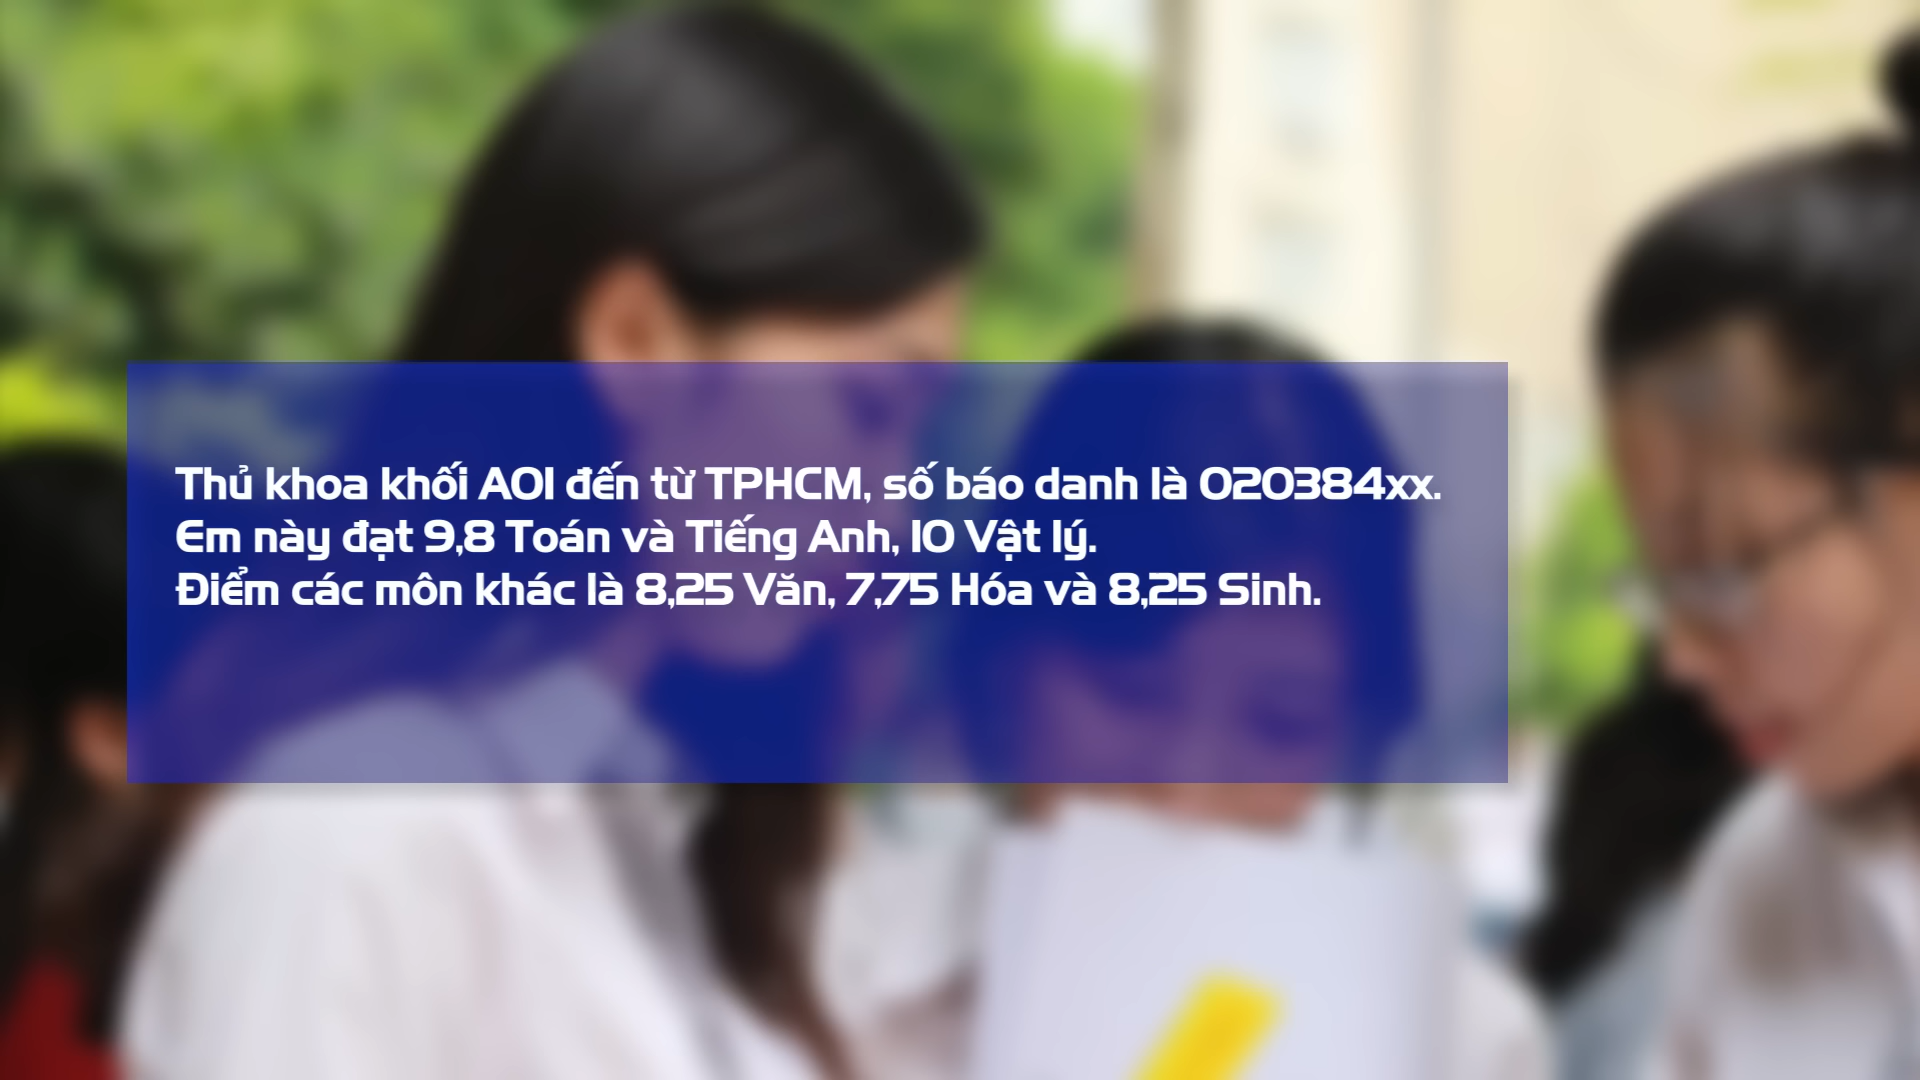 Thủ khoa khối A01 đến từ TPHCM, số báo danh là 020384xx.
Em này đạt 9,8 Toán và Tiếng Anh, 10 Vật lý.
Điểm các môn khác là 8,25 Văn, 7,75 Hóa và 8,25 Sinh.